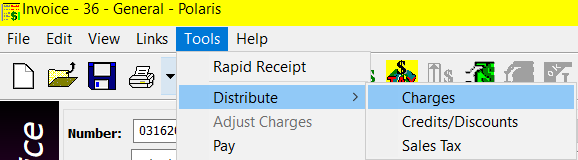 Invoice - 36 - General - Polaris
File Edit View Links Tools Help
Rapid Receipt
Distribute
Charges
Adjust Charges
Credits/Discounts
Number: 03162
Pay
Sales Tax